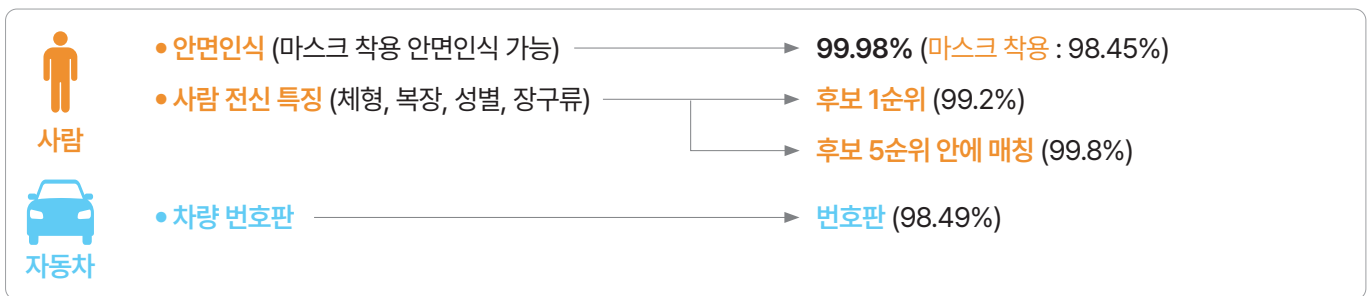 • 안면인식 (마스크 착용 안면인식 가능) 99.98% (마스크 착용 : 98.45%)
• 사람 전신 특징 (체형, 복장, 성별, 장구류) 후보 1순위 (99.2%)
사람 후보 5순위 안에 매칭 (99.8%)
• 차량 번호판 번호판 (98.49%)
자동차